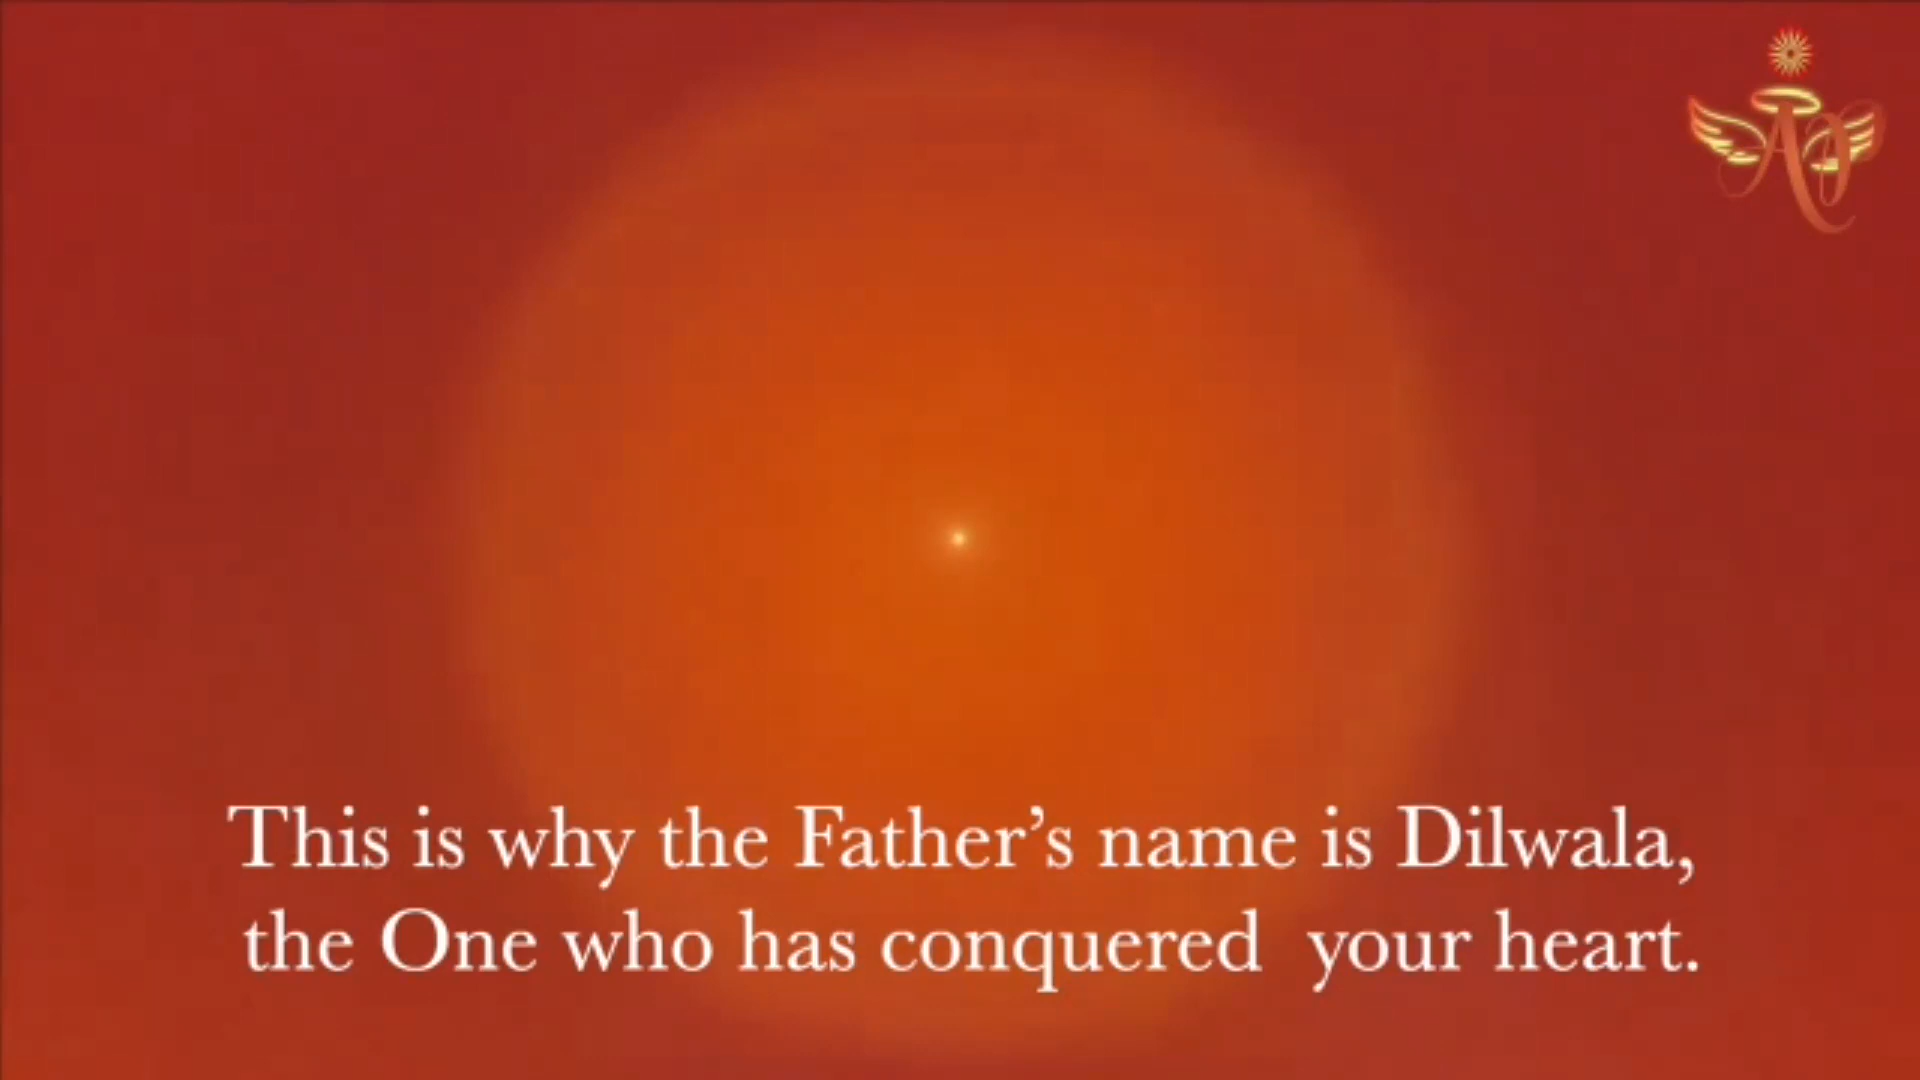 This is why the Father’s name is Dilwala,
the One who has conquered  your heart.